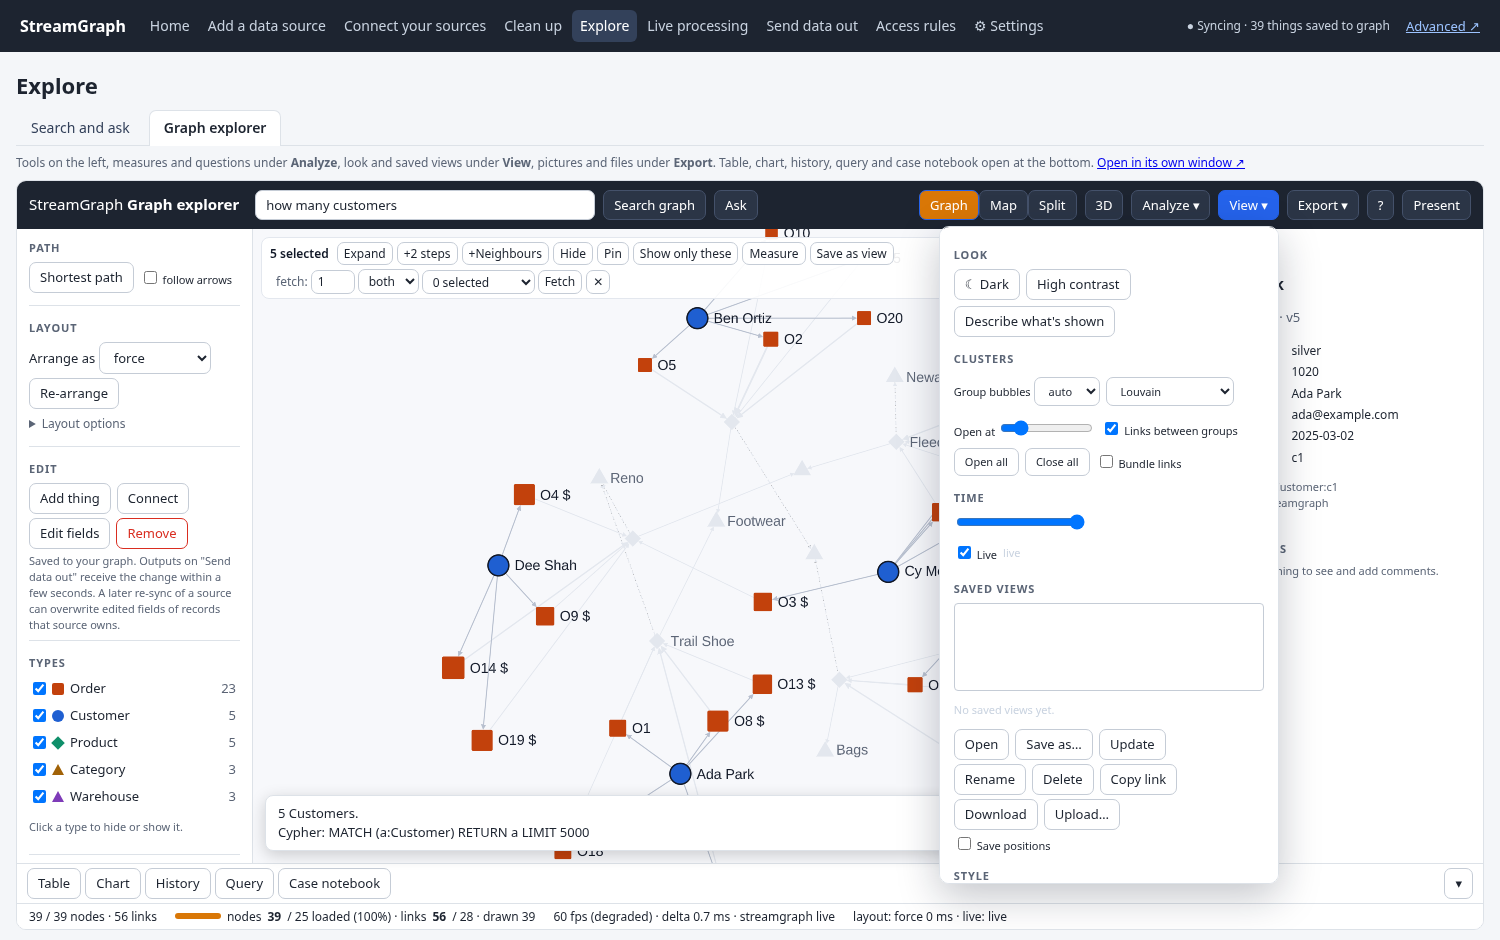 StreamGraph Home Add a data source Connect your sources Clean up Explore Live processing Send data out Access rules ⚙ Settings ● Syncing · 39 things saved to graph Advanced ↗
Explore
Search and ask Graph explorer
Tools on the left, measures and questions under Analyze, look and saved views under View, pictures and files under Export. Table, chart, history, query and case notebook open at the bottom. Open in its own window ↗
StreamGraph Graph explorer how many customers Search graph Ask Graph Map Split 3D Analyze ▾ View ▾ Export ▾ ? Present
PATH
Shortest path follow arrows
LAYOUT
Arrange as force
Re-arrange
▶ Layout options
EDIT
Add thing Connect
Edit fields Remove
Saved to your graph. Outputs on "Send
data out" receive the change within a
few seconds. A later re-sync of a source
can overwrite edited fields of records
that source owns.
TYPES
Order 23
Customer 5
Product 5
Category 3
Warehouse 3
Click a type to hide or show it.
O10
5 selected Expand +2 steps +Neighbours Hide Pin Show only these Measure Save as view
fetch: 1 both 0 selected Fetch ✕
Ben Ortiz O20
O2
O5
Reno
O4 $
Footwear
Dee Shah
O3 $
O9 $
Trail Shoe
O14 $
O13 $
O8 $
O1
O19 $
Bags
Ada Park
5 Customers.
Cypher: MATCH (a:Customer) RETURN a LIMIT 5000
O18
LOOK
☾ Dark High contrast
Describe what's shown
CLUSTERS
Group bubbles auto Louvain
Open at Links between groups
Open all Close all Bundle links
TIME
Live live
SAVED VIEWS
No saved views yet.
Open Save as... Update
Rename Delete Copy link
Download Upload...
Save positions
STYLE
· v5
silver
1020
Ada Park
ada@example.com
2025-03-02
c1
ustomer:c1
eamgraph
S
ning to see and add comments.
Table Chart History Query Case notebook ▾
39 / 39 nodes · 56 links nodes 39 / 25 loaded (100%) · links 56 / 28 · drawn 39 60 fps (degraded) · delta 0.7 ms · streamgraph live layout: force 0 ms · live: live